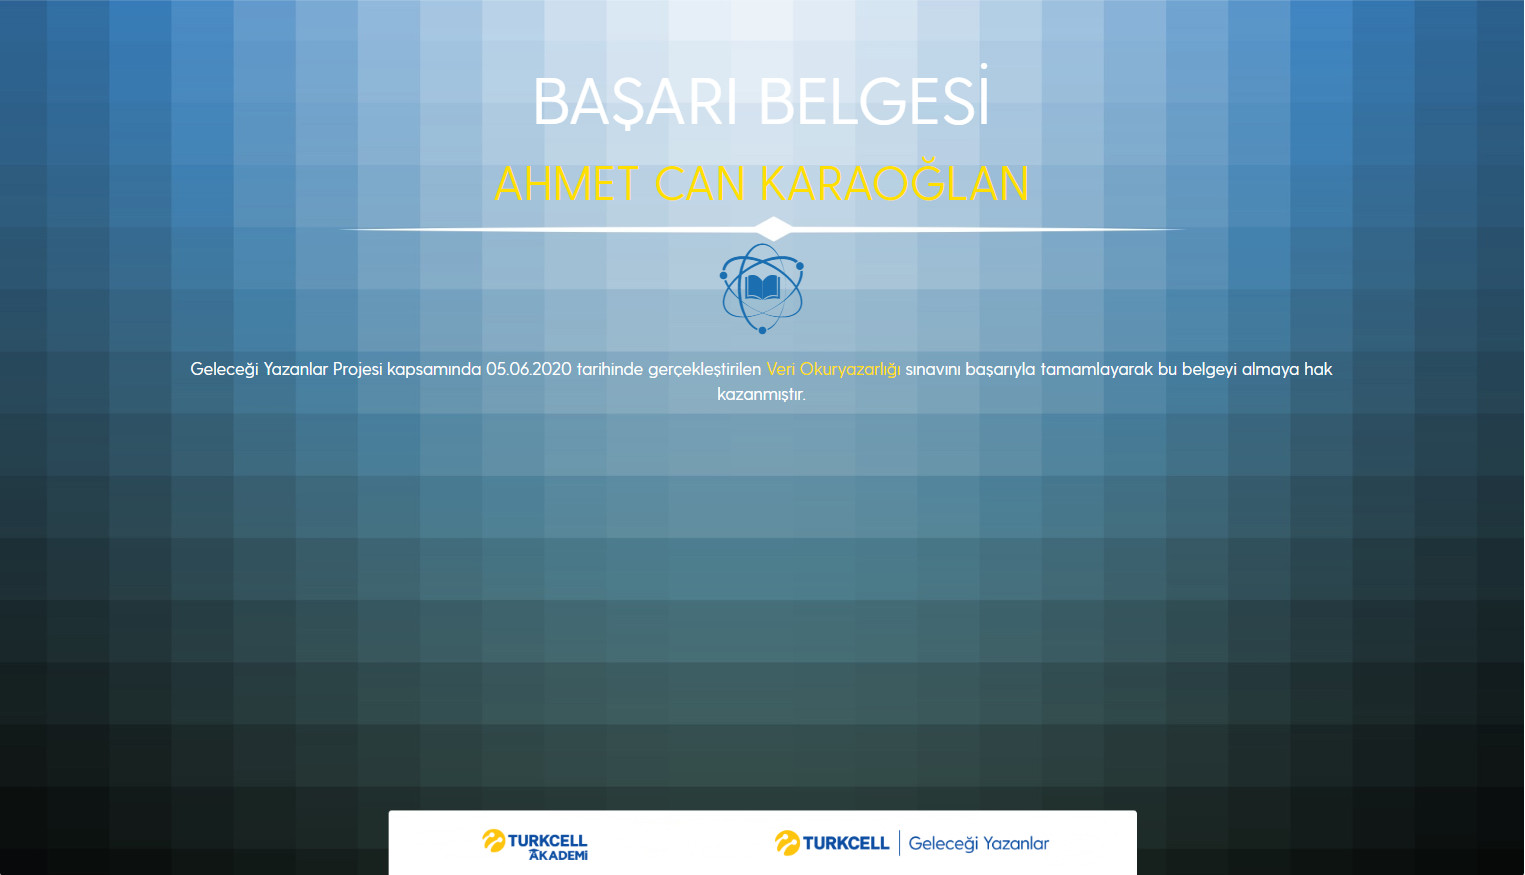 BAŞARI BELGESİ
AHMET CAN KARAOĞLAN
Geleceği Yazanlar Projesi kapsamında 05.06.2020 tarihinde gerçekleştirilen Veri Okuryazarlığı sınavını başarıyla tamamlayarak bu belgeyi almaya hak
kazanmıştır.
TURKCELL
AKADEMİ
TURKCELL | Geleceği Yazanlar